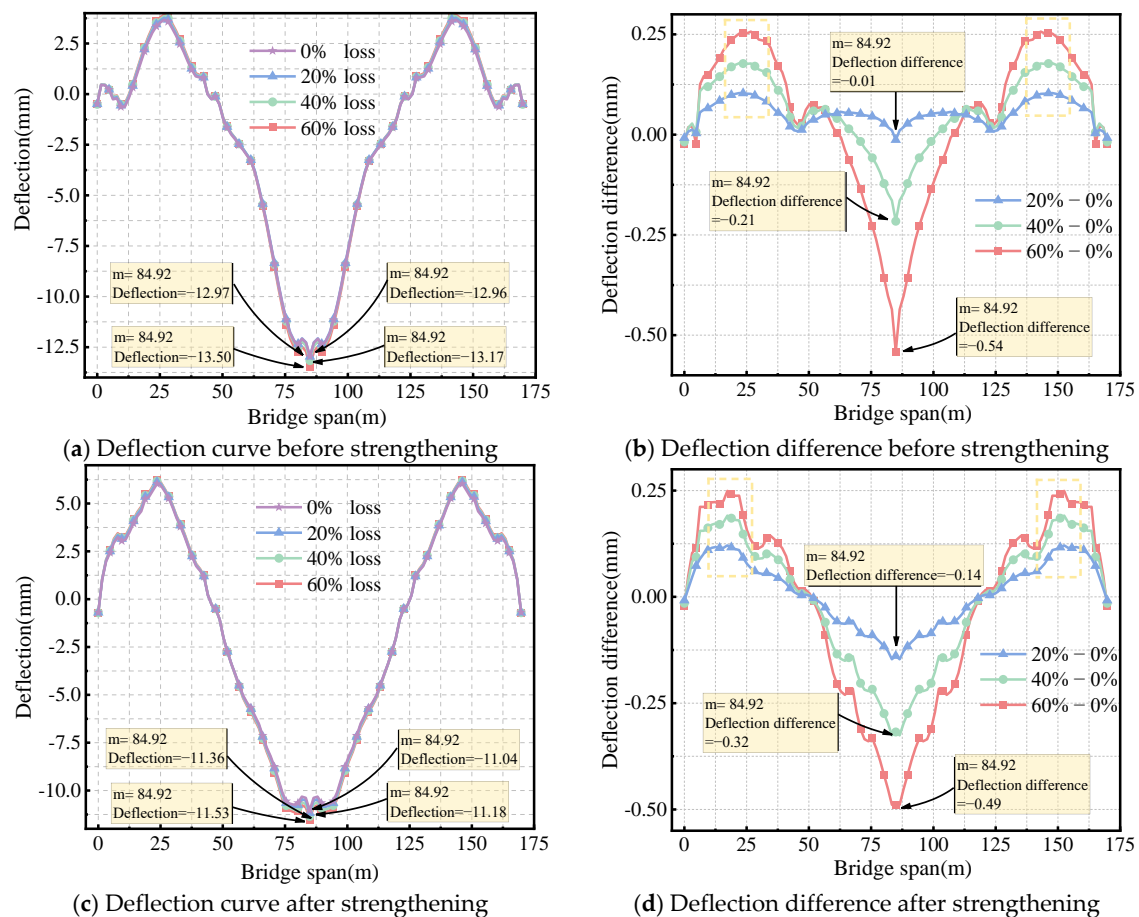 2.5
0.0
-2.5
-5.0
-7.5
-10.0
-12.5
Deflection(mm)
0% loss
20% loss
40% loss
60% loss
m= 84.92
Deflection=−12.97
m= 84.92
Deflection=−12.96
m= 84.92
Deflection=−13.50
m= 84.92
Deflection=−13.17
0 25 50 75 100 125 150 175
Bridge span(m)
(a) Deflection curve before strengthening
0.25
0.00
-0.25
-0.50
Deflection difference(mm)
m= 84.92
Deflection difference
=−0.01
m= 84.92
Deflection difference
=−0.21
20% − 0%
40% − 0%
60% − 0%
m= 84.92
Deflection difference
=−0.54
0 25 50 75 100 125 150 175
Bridge span(m)
(b) Deflection difference before strengthening
5.0
2.5
0.0
-2.5
-5.0
-7.5
-10.0
Deflection(mm)
0% loss
20% loss
40% loss
60% loss
m= 84.92
Deflection=−11.36
m= 84.92
Deflection=−11.04
m= 84.92
Deflection=−11.53
m= 84.92
Deflection=−11.18
0 25 50 75 100 125 150 175
Bridge span(m)
(c) Deflection curve after strengthening
0.25
0.00
-0.25
-0.50
Deflection difference(mm)
m= 84.92
Deflection difference=−0.14
20% − 0%
40% − 0%
60% − 0%
m= 84.92
Deflection difference
=−0.32
m= 84.92
Deflection difference
=−0.49
0 25 50 75 100 125 150 175
Bridge span(m)
(d) Deflection difference after strengthening